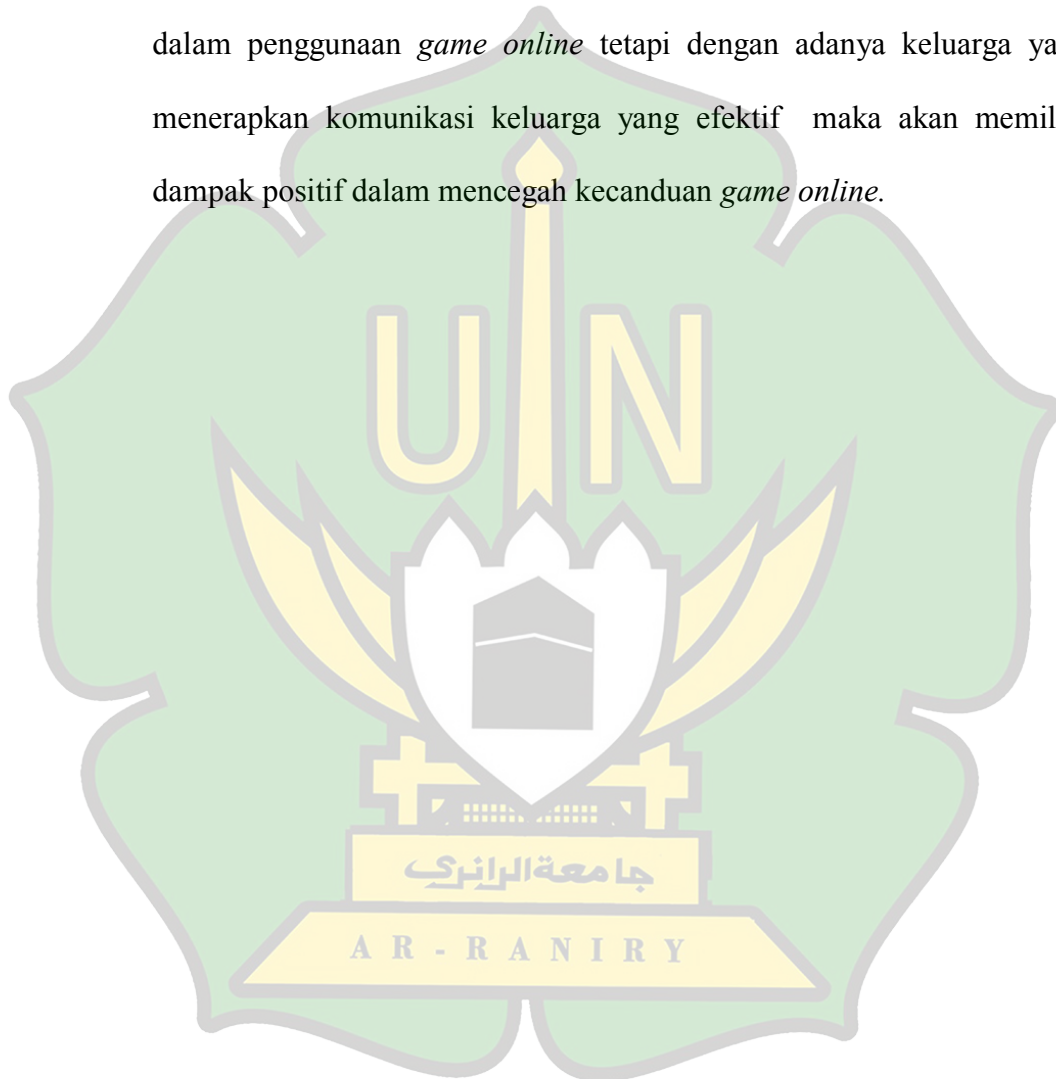 dalam penggunaan game online tetapi dengan adanya keluarga ya
menerapkan komunikasi keluarga yang efektif maka akan memil
dampak positif dalam mencegah kecanduan game online.
UIN
جامعة الرانري
AR-RANIRY